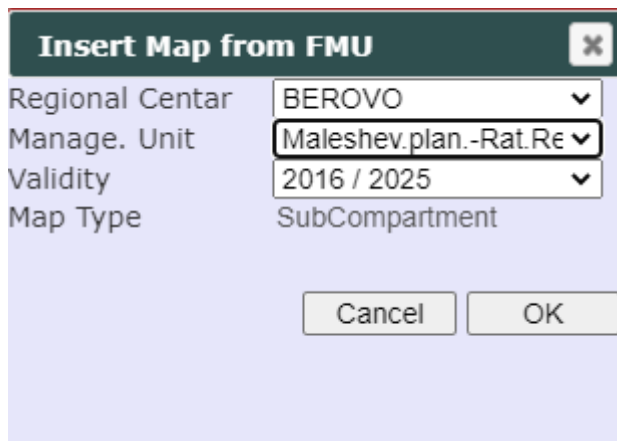 Insert Map from FMU
Regional Centar BEROVO
Manage. Unit Maleshev.plan.-Rat.Re
Validity 2016 / 2025
Map Type SubCompartment
Cancel OK